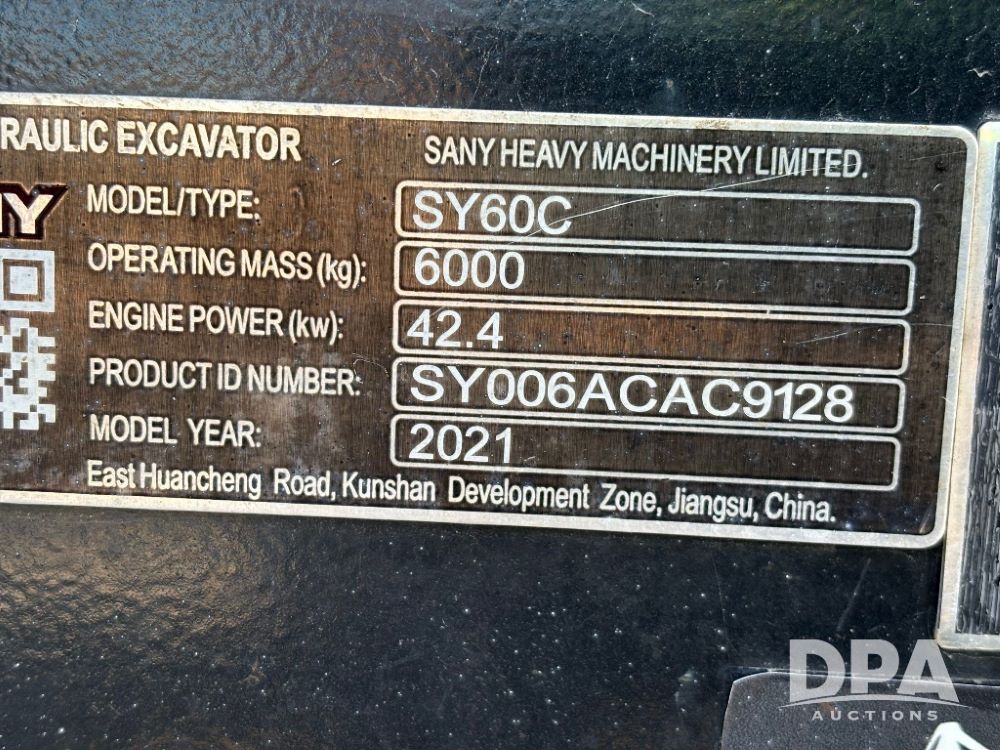 RAULIC EXCAVATOR
SANY HEAVY MACHINERY LIMITED.
NY
MODEL/TYPE: SY60C
OPERATING MASS (kg): 6000
ENGINE POWER (kw): 42.4
PRODUCT ID NUMBER: SY006ACAC9128
MODEL YEAR: 2021
East Huancheng Road, Kunshan Development Zone, Jiangsu, China.
DPA
AUCTIONS